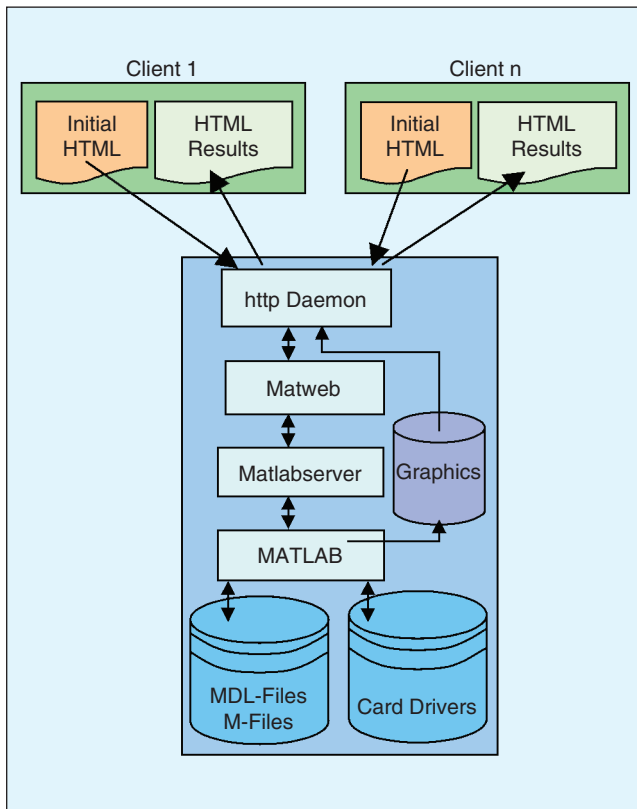 Client 1
Client n
Initial
HTML
HTML
Results
Initial
HTML
HTML
Results
http Daemon
Matweb
Matlabserver
Graphics
MATLAB
MDL-Files
M-Files
Card Drivers